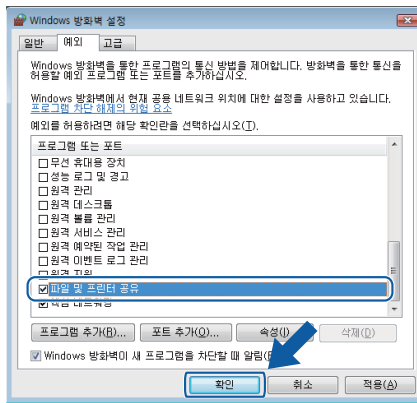 Windows 방화벽 설정
일반 예외 고급
Windows 방화벽을 통한 프로그램의 통신 방법을 제어합니다. 방화벽을 통한 통신을
허용할 예외 프로그램 또는 포트를 추가하십시오.
Windows 방화벽에서 현재 공용 네트워크 위치에 대한 설정을 사용하고 있습니다.
프로그램 차단 해제의 위험 요소
예외를 허용하려면 해당 확인란을 선택하십시오(T).
프로그램 또는 포트
무선 휴대용 장치
성능 로그 및 경고
원격 관리
원격 데스크톱
원격 볼륨 관리
원격 서비스 관리
원격 예약된 작업 관리
원격 이벤트 로그 관리
원격 지원
파일 및 프린터 공유
핵심 네트워킹
프로그램 추가(R)... 포트 추가(O)... 속성(I) 삭제(D)
Windows 방화벽이 새 프로그램을 차단할 때 알림
확인 취소 적용(A)